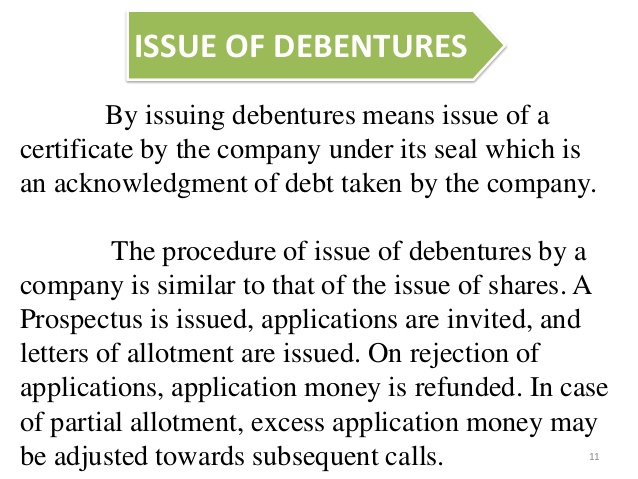 ISSUE OF DEBENTURES
By issuing debentures means issue of a
certificate by the company under its seal which is
an acknowledgment of debt taken by the company.
The procedure of issue of debentures by a
company is similar to that of the issue of shares. A
Prospectus is issued, applications are invited, and
letters of allotment are issued. On rejection of
applications, application money is refunded. In case
of partial allotment, excess application money may
be adjusted towards subsequent calls.
11